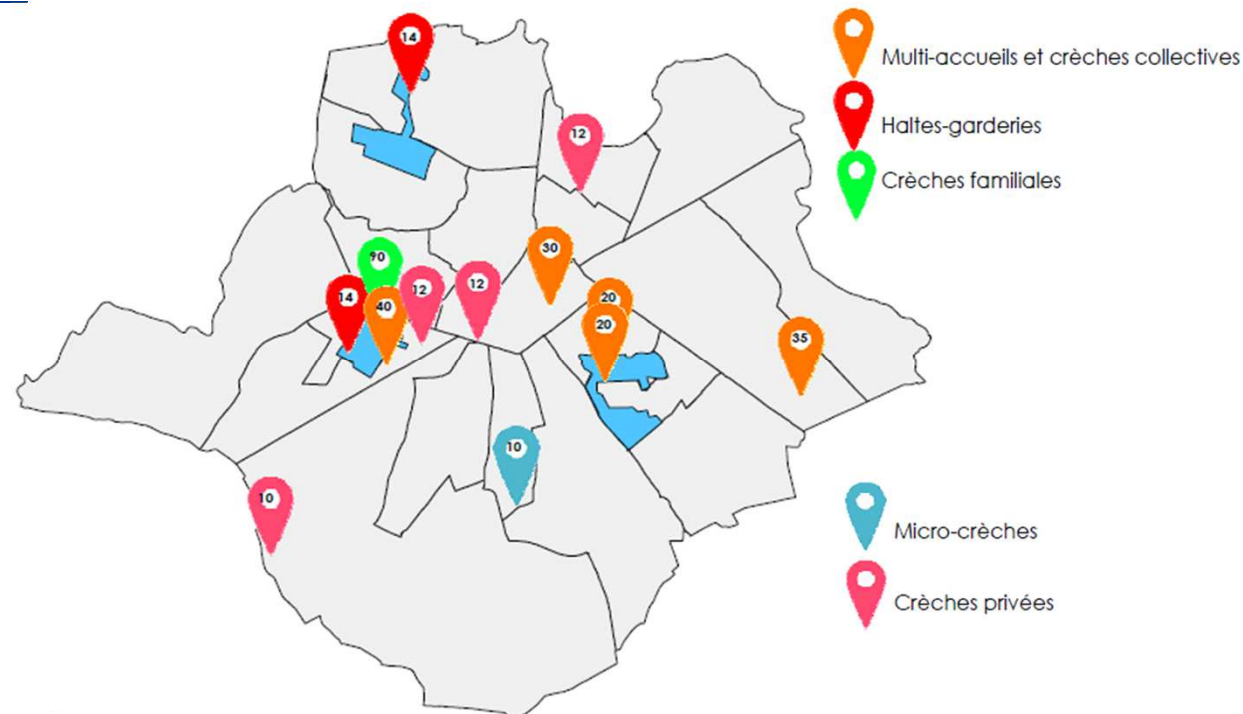 14
Multi-accueils et crèches collectives
Haltes-garderies
12
Crèches familiales
30
90
12
12
14
40
20
20
35
10
10
Micro-crèches
Crèches privées